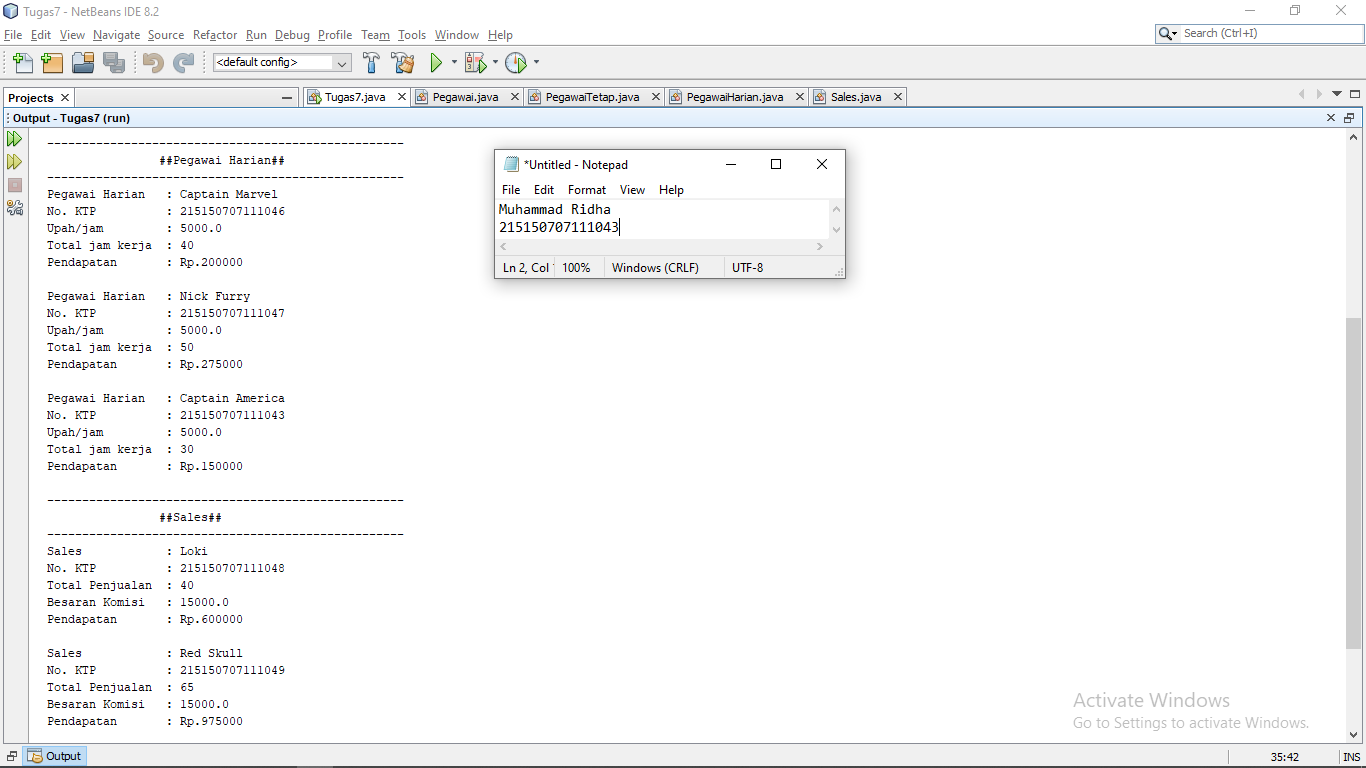 Tugas7 - NetBeans IDE 8.2
File Edit View Navigate Source Refactor Run Debug Profile Team Tools Window Help
Search (Ctrl+I)
<default config>
Projects
Tugas7.java Pegawai.java PegawaiTetap.java PegawaiHarian.java Sales.java
Output - Tugas7 (run)
--------------------------------------------------
##Pegawai Harian##
--------------------------------------------------
Pegawai Harian : Captain Marvel
No. KTP : 215150707111046
Upah/jam : 5000.0
Total jam kerja : 40
Pendapatan : Rp.200000
Pegawai Harian : Nick Furry
No. KTP : 215150707111047
Upah/jam : 5000.0
Total jam kerja : 50
Pendapatan : Rp.275000
Pegawai Harian : Captain America
No. KTP : 215150707111043
Upah/jam : 5000.0
Total jam kerja : 30
Pendapatan : Rp.150000
--------------------------------------------------
##Sales##
--------------------------------------------------
Sales : Loki
No. KTP : 215150707111048
Total Penjualan : 40
Besaran Komisi : 15000.0
Pendapatan : Rp.600000
Sales : Red Skull
No. KTP : 215150707111049
Total Penjualan : 65
Besaran Komisi : 15000.0
Pendapatan : Rp.975000
*Untitled - Notepad
File Edit Format View Help
Muhammad Ridha
215150707111043
Ln 2, Col 100% Windows (CRLF) UTF-8
Activate Windows
Go to Settings to activate Windows.
Output
35:42 INS